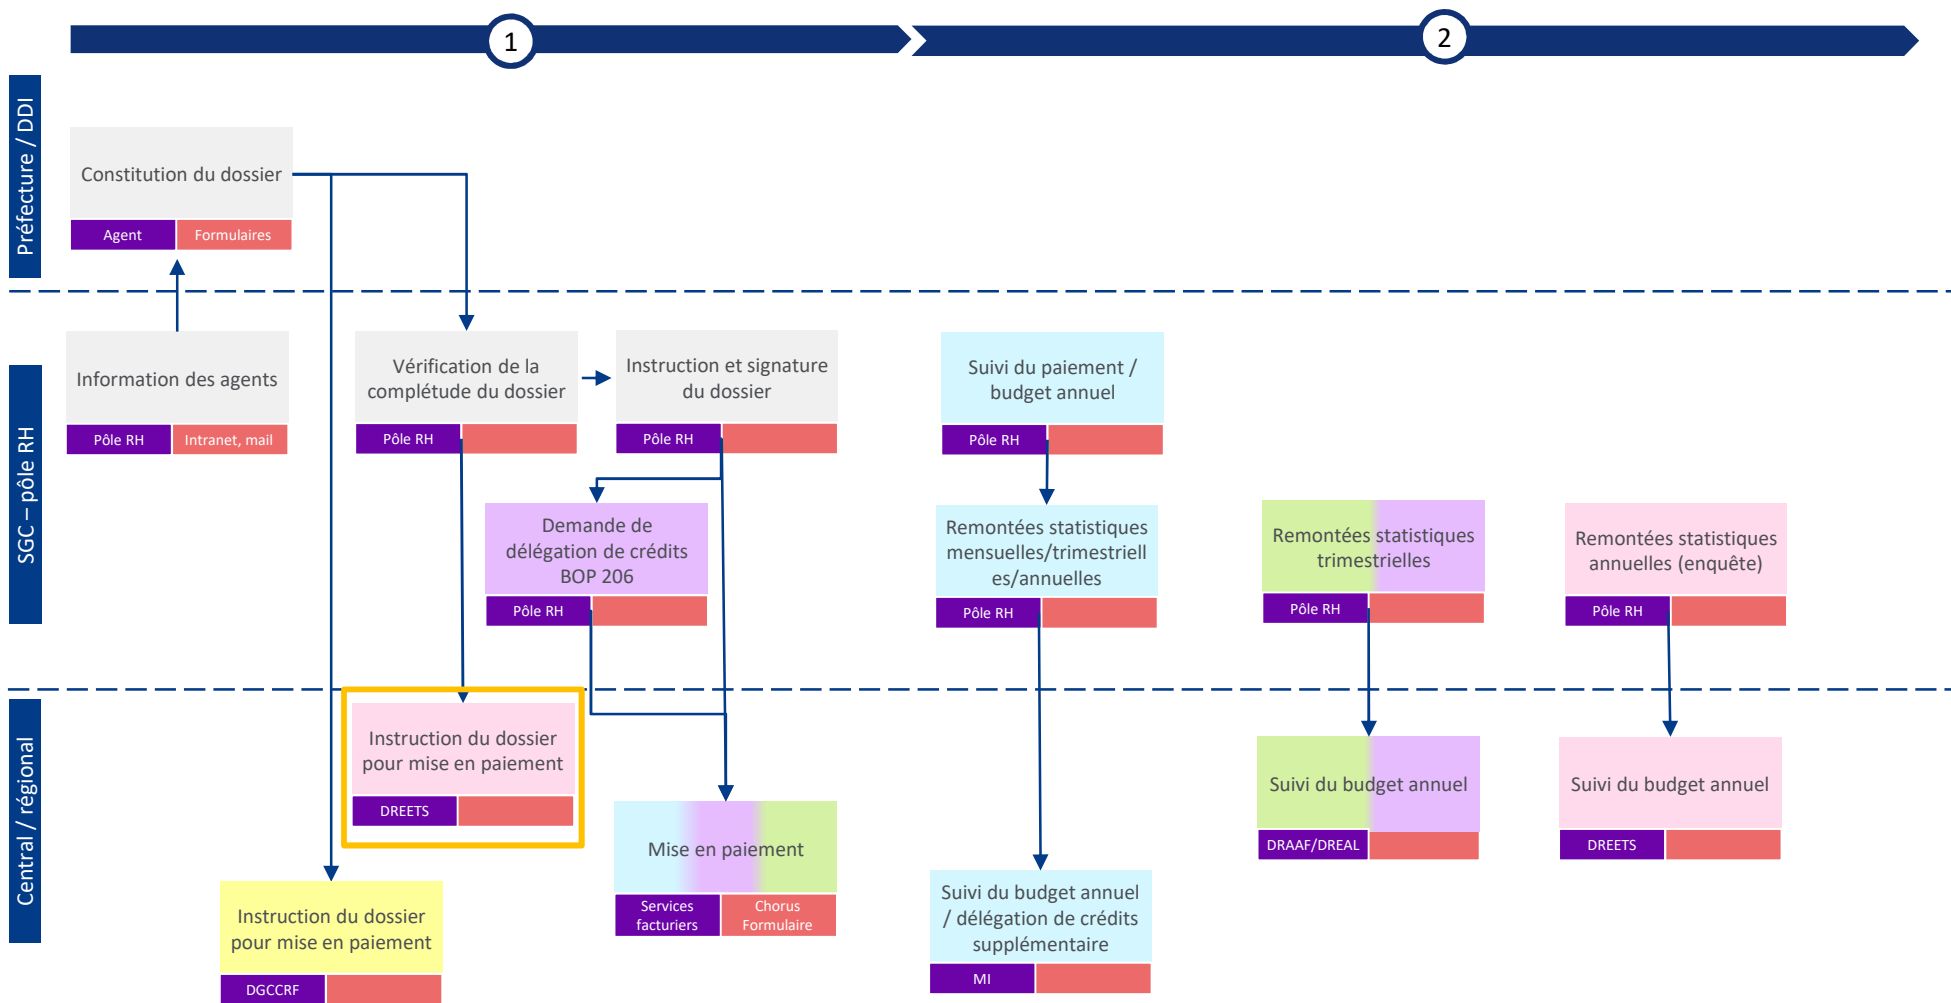 1
2
Préfecture / DDI
Constitution du dossier
Agent
Formulaires
SGC – pôle RH
Information des agents
Pôle RH
Intranet, mail
Vérification de la
complétude du dossier
Pôle RH
Instruction et signature
du dossier
Pôle RH
Suivi du paiement /
budget annuel
Pôle RH
Demande de
délégation de crédits
BOP 206
Pôle RH
Remontées statistiques
mensuelles/trimestriell
es/annuelles
Pôle RH
Remontées statistiques
trimestrielles
Pôle RH
Remontées statistiques
annuelles (enquête)
Pôle RH
Central / régional
Instruction du dossier
pour mise en paiement
DREETS
Mise en paiement
Services
facturiers
Chorus
Formulaire
Suivi du budget annuel
DRAAF/DREAL
Suivi du budget annuel
DREETS
Instruction du dossier
pour mise en paiement
DGCCRF
Suivi du budget annuel
/ délégation de crédits
supplémentaire
MI